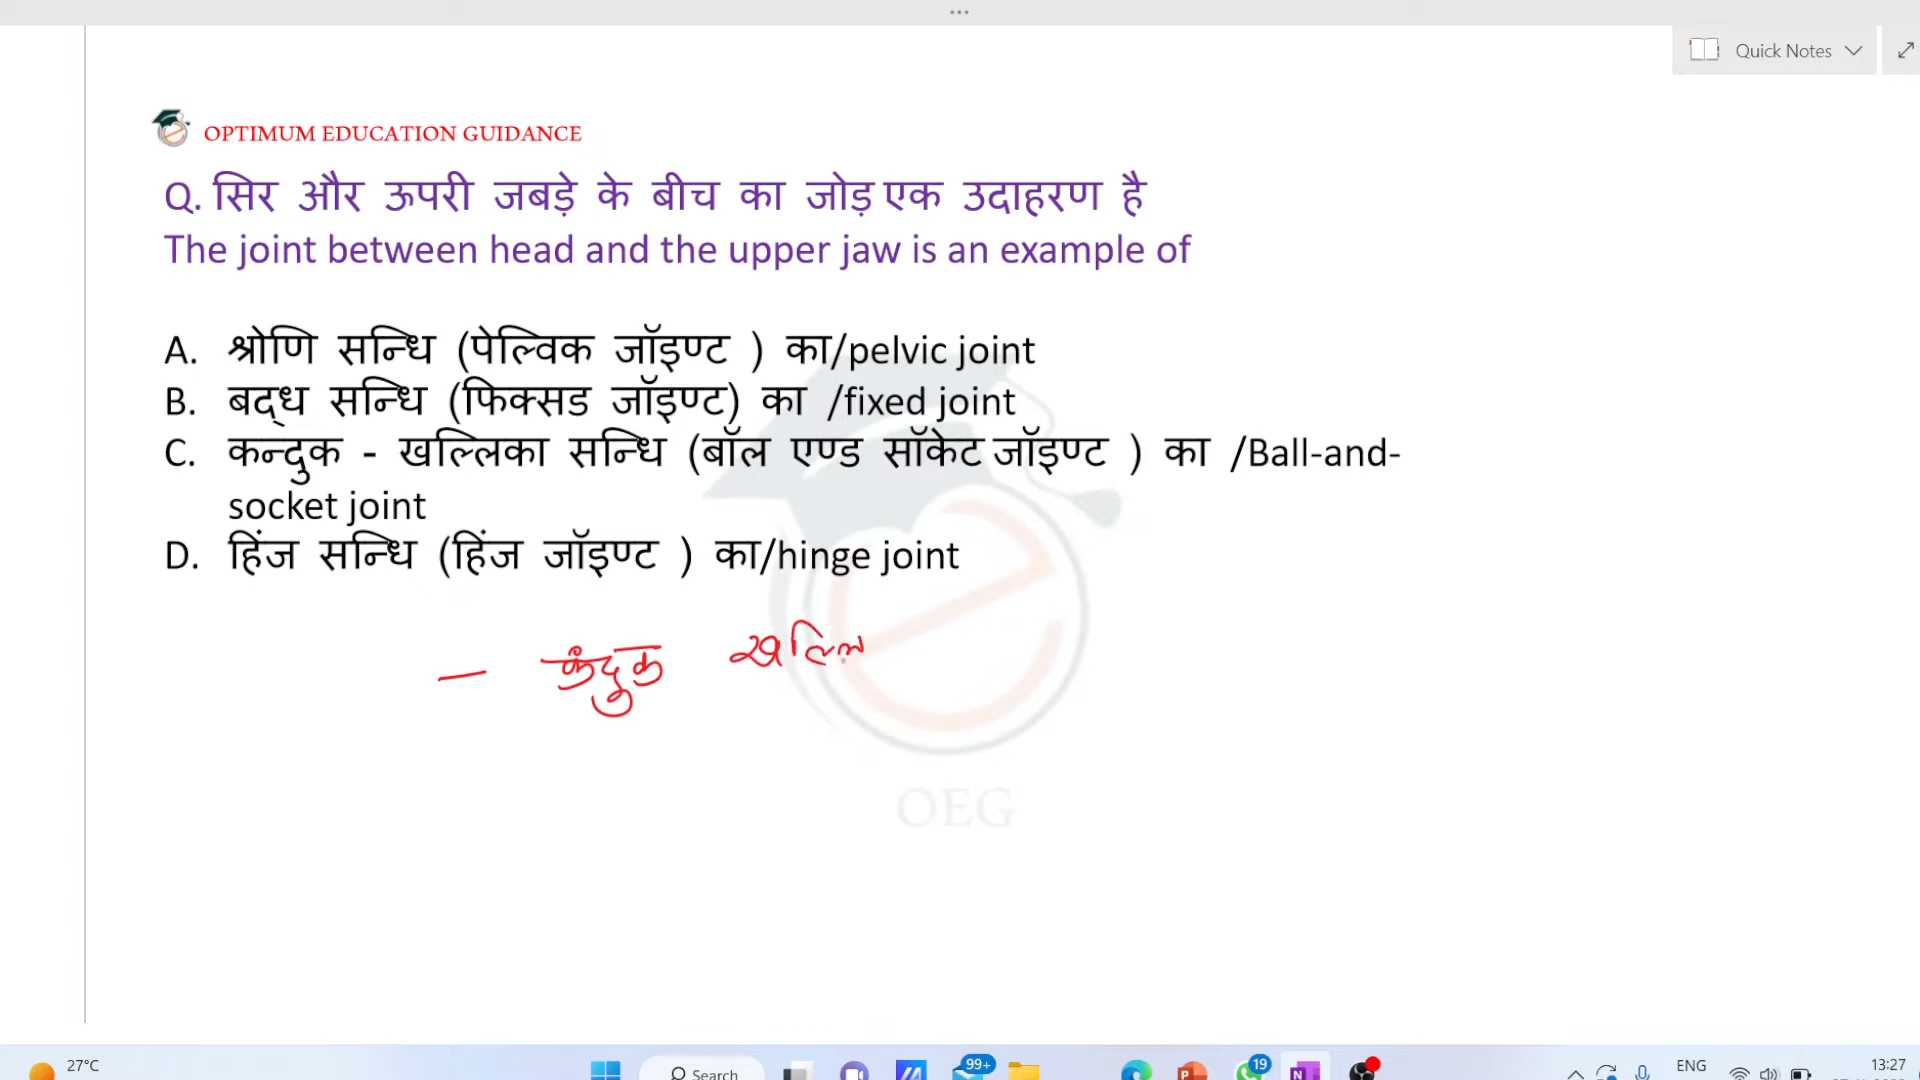 Quick Notes
OPTIMUM EDUCATION GUIDANCE
Q. सिर और ऊपरी जबड़े के बीच का जोड़ एक उदाहरण है
The joint between head and the upper jaw is an example of
A. श्रोणि सन्धि (पेल्विक जॉइण्ट ) का/pelvic joint
B. बद्ध सन्धि (फिक्सड जॉइण्ट) का /fixed joint
C. कन्दुक - खल्लिका सन्धि (बॉल एण्ड सॉकेट जॉइण्ट ) का /Ball-and-
socket joint
D. हिंज सन्धि (हिंज जॉइण्ट ) का/hinge joint
— कंदुक खल्लि
OEG
27°C
Search
99+
19
ENG
13:27